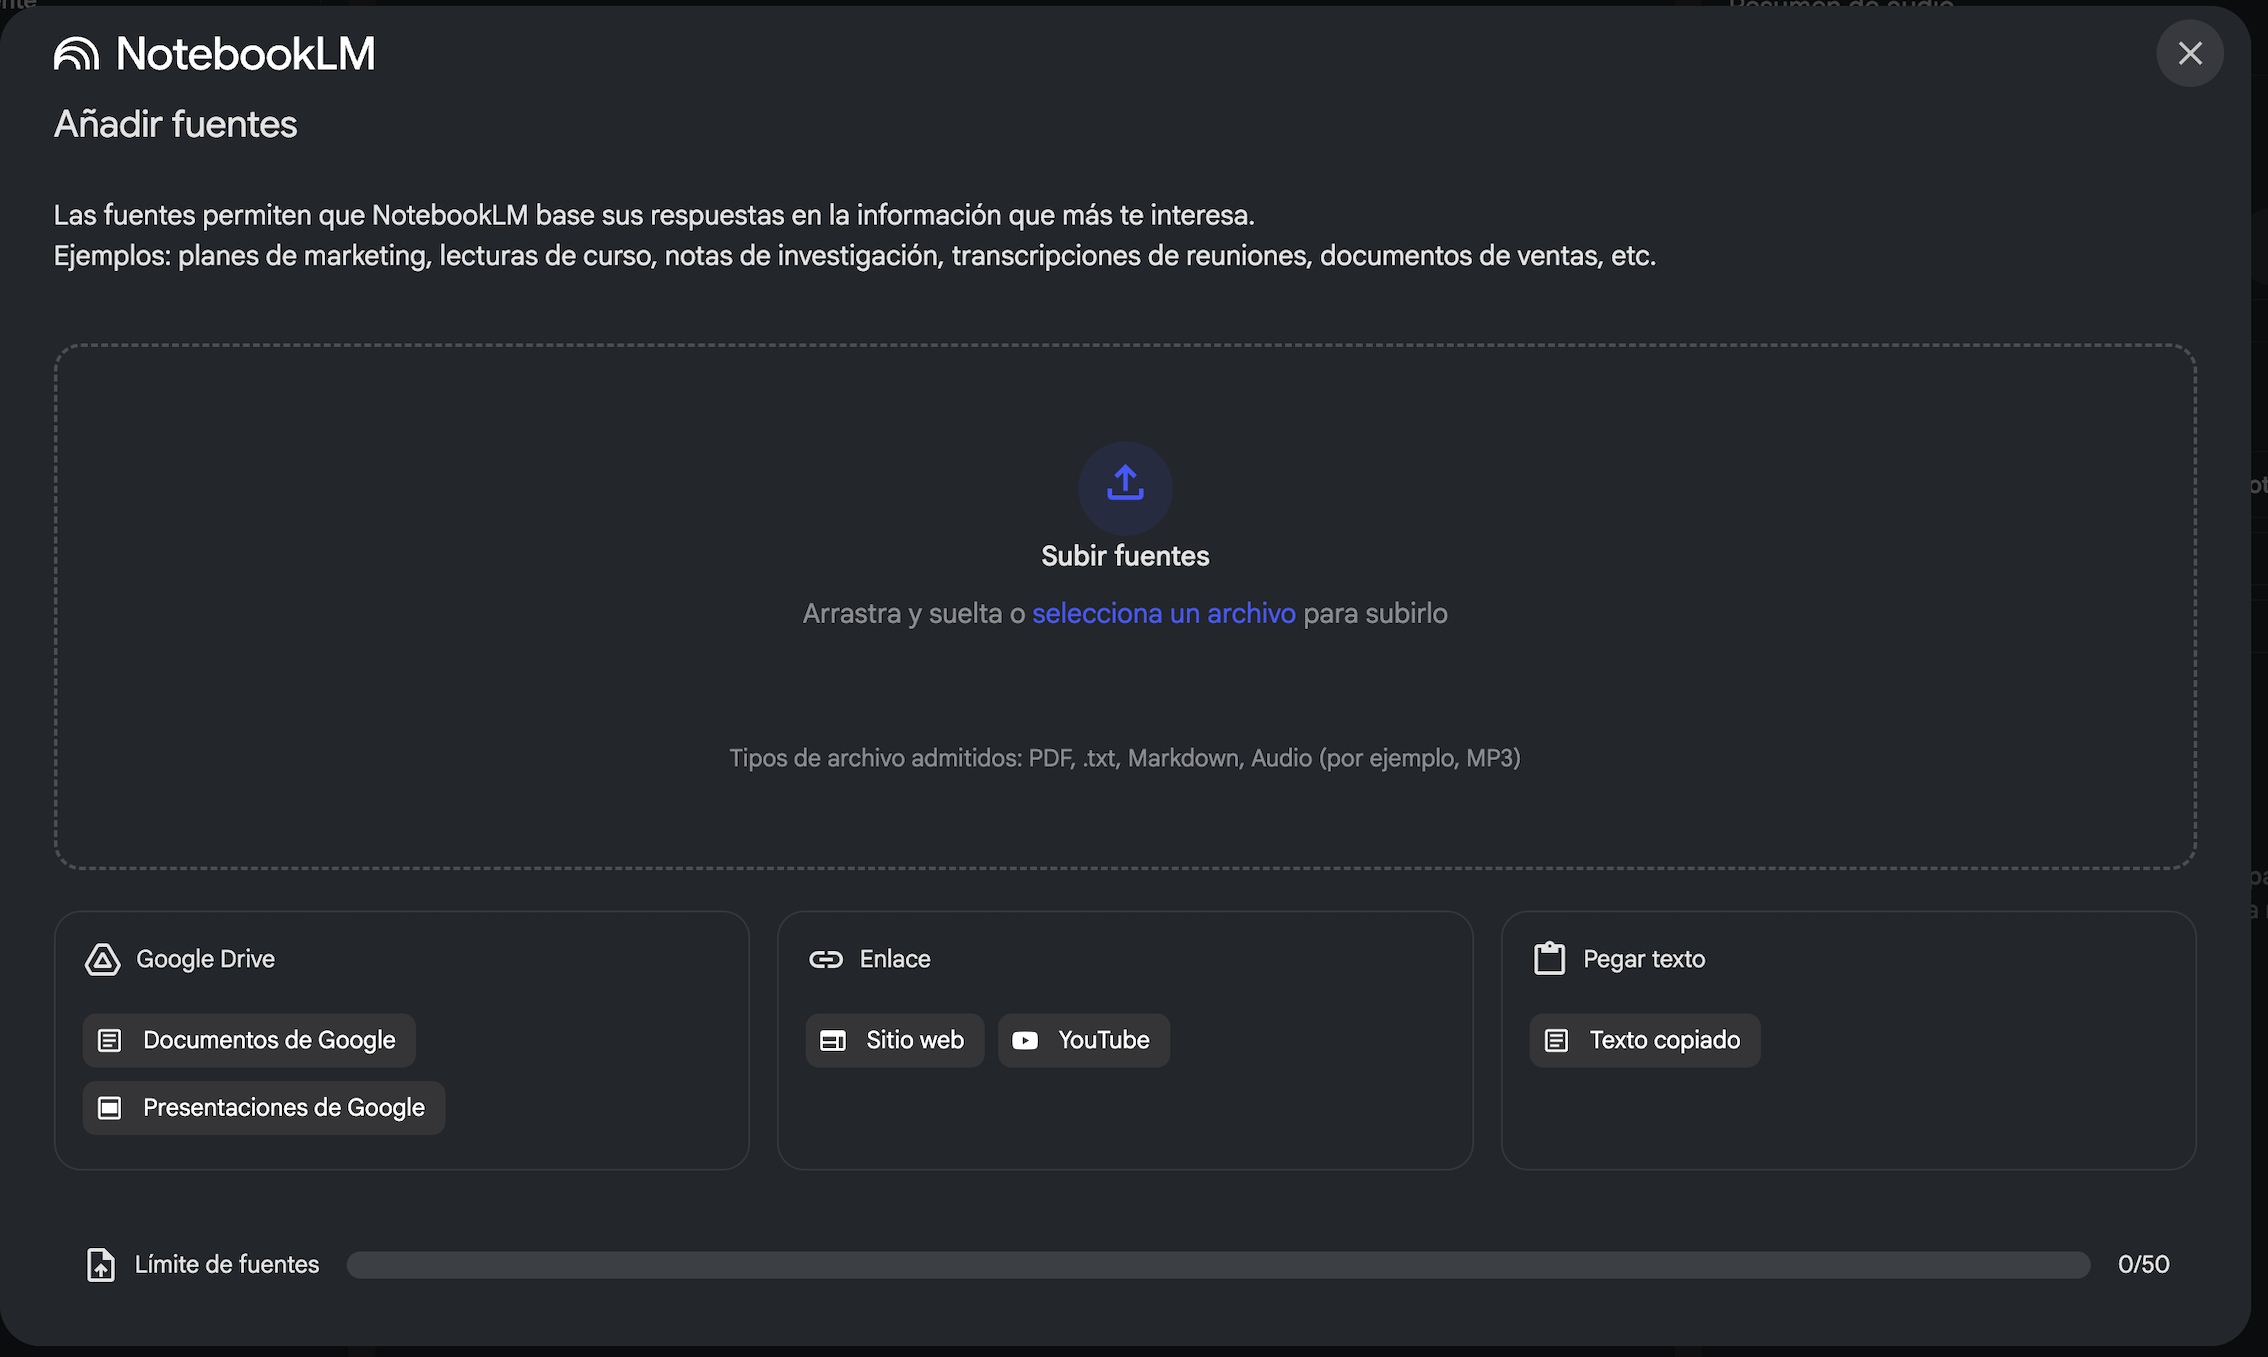 NotebookLM
Añadir fuentes
Las fuentes permiten que NotebookLM base sus respuestas en la información que más te interesa.
Ejemplos: planes de marketing, lecturas de curso, notas de investigación, transcripciones de reuniones, documentos de ventas, etc.
Subir fuentes
Arrastra y suelta o selecciona un archivo para subirlo
Tipos de archivo admitidos: PDF, .txt, Markdown, Audio (por ejemplo, MP3)
Google Drive
Documentos de Google
Presentaciones de Google
Enlace
Sitio web
YouTube
Pegar texto
Texto copiado
Límite de fuentes
0/50